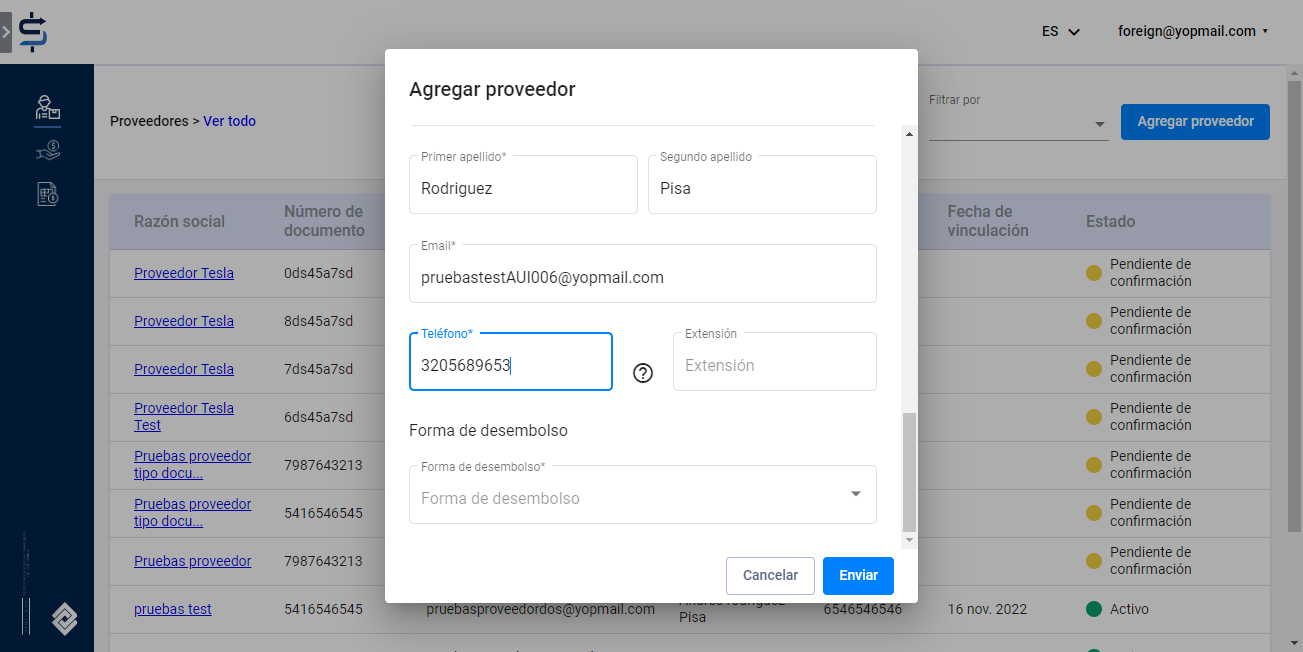 ES
foreign@yopmail.com
Proveedores > Ver todo
Filtrar por
Agregar proveedor
Razón social
Número de documento
Fecha de vinculación
Estado
Proveedor Tesla
0ds45a7sd
Pendiente de confirmación
Proveedor Tesla
8ds45a7sd
Pendiente de confirmación
Proveedor Tesla
7ds45a7sd
Pendiente de confirmación
Proveedor Tesla Test
6ds45a7sd
Pendiente de confirmación
Pruebas proveedor tipo docu...
7987643213
Pendiente de confirmación
Pruebas proveedor tipo docu...
5416546545
Pendiente de confirmación
Pruebas proveedor
7987643213
Pendiente de confirmación
pruebas test
5416546545
pruebasproveedordos@yopmail.com
Andres rodriguez Pisa
6546546546
16 nov. 2022
Activo
Agregar proveedor
Primer apellido*
Rodriguez
Segundo apellido
Pisa
Email*
pruebastestAUI006@yopmail.com
Teléfono*
3205689653
Extensión
Extensión
Forma de desembolso
Forma de desembolso*
Forma de desembolso
Cancelar
Enviar